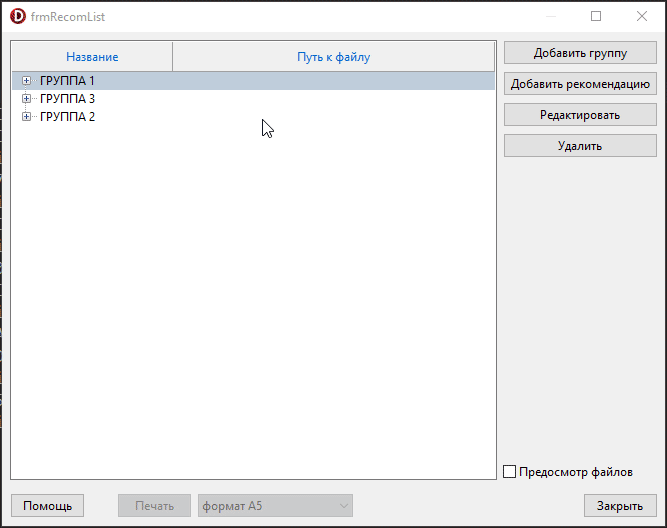 frmRecomList
Название Путь к файлу
ГРУППА 1
ГРУППА 3
ГРУППА 2
Добавить группу
Добавить рекомендацию
Редактировать
Удалить
Предосмотр файлов
Помощь Печать формат А5 Закрыть